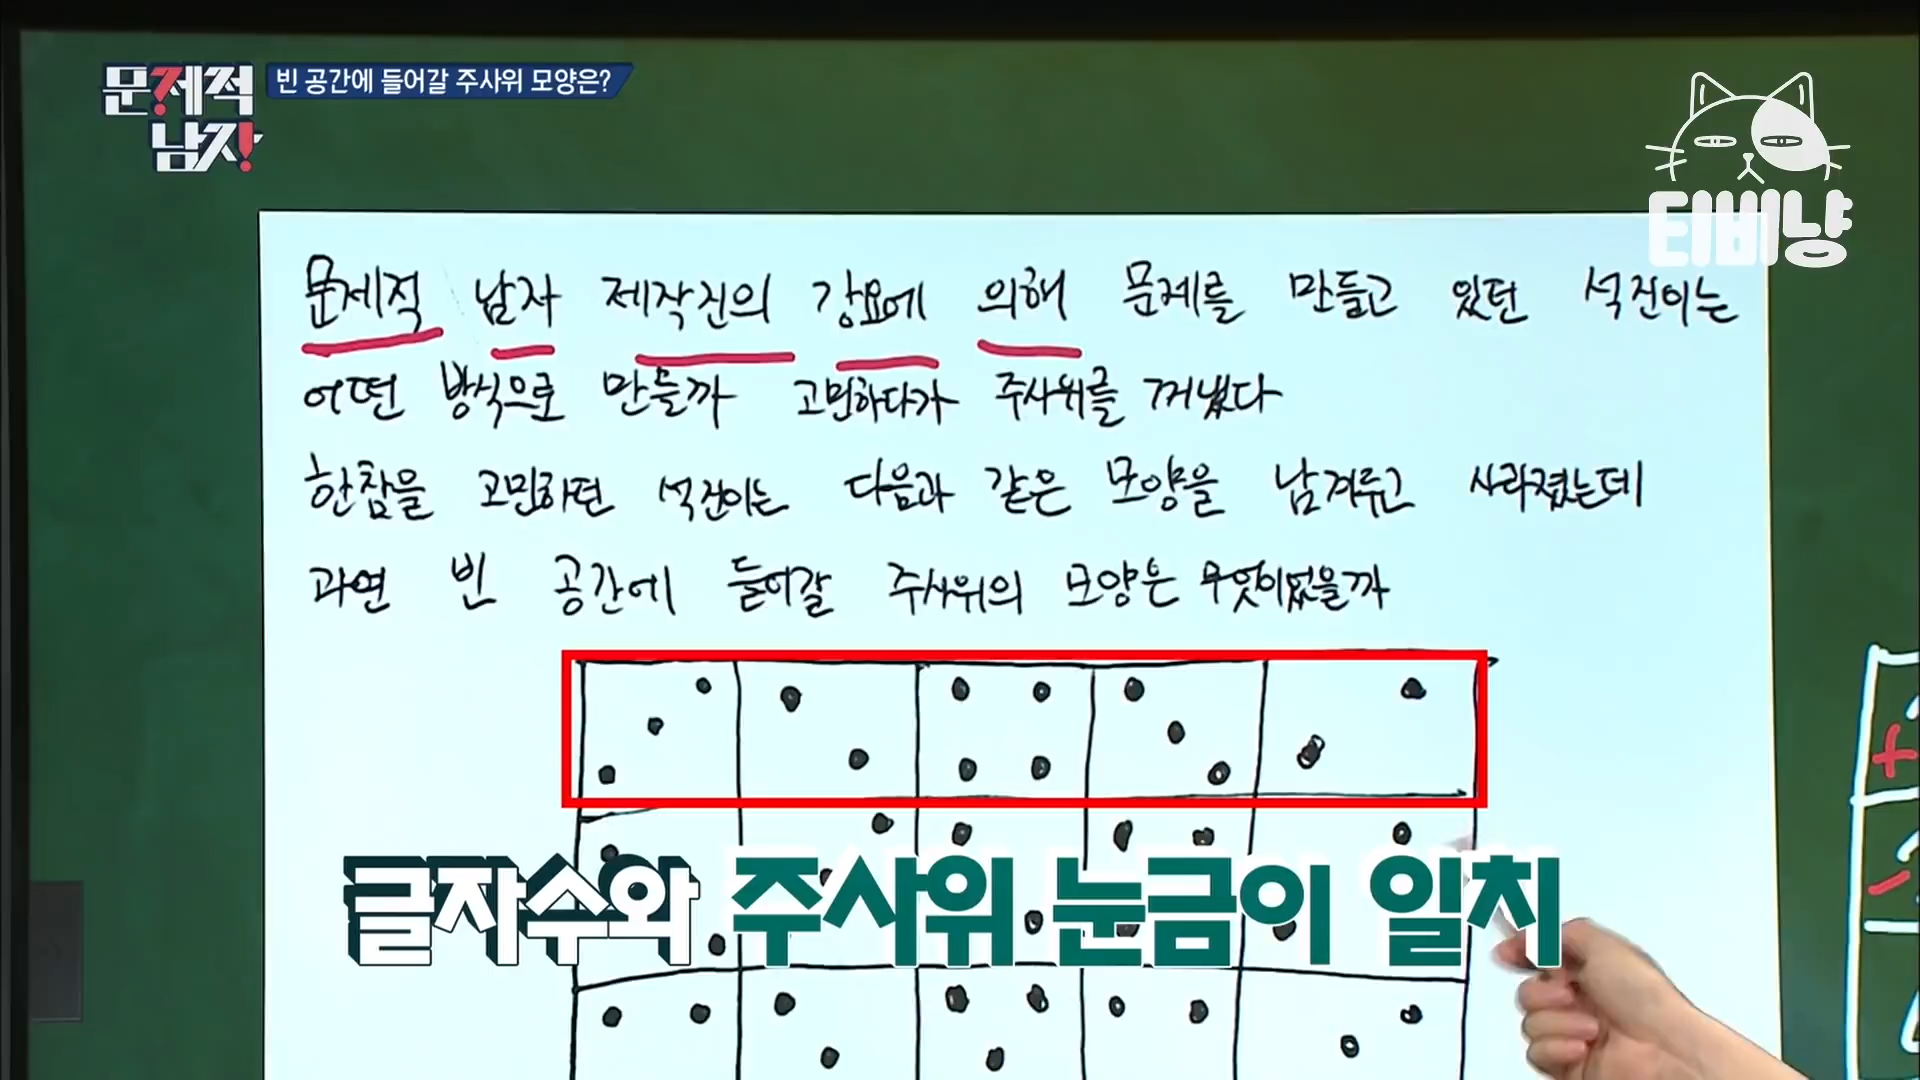 문제적 남자
빈 공간에 들어갈 주사위 모양은?
티비냥
문제적 남자 제작진의 강요에 의해 문제를 만들고 있던 석진이는
어떤 방식으로 만들까 고민하다가 주사위를 꺼냈다
한참을 고민하던 석진이는 다음과 같은 모양을 남겨두고 사라졌는데
과연 빈 공간에 들어갈 주사위의 모양은 무엇이었을까
글자수와 주사위 눈금이 일치